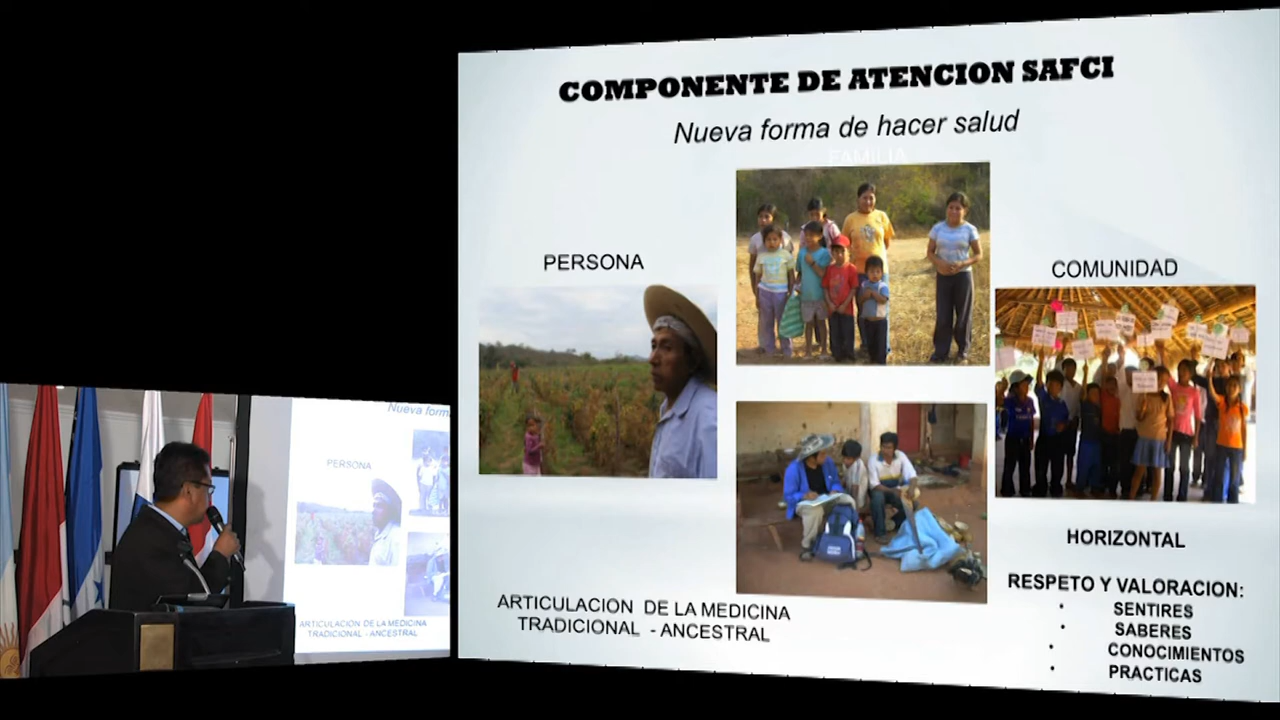 COMPONENTE DE ATENCION SAFCI
Nueva forma de hacer salud
FAMILIA
PERSONA
COMUNIDAD
HORIZONTAL
RESPETO Y VALORACION:
• SENTIRES
• SABERES
• CONOCIMIENTOS
• PRACTICAS
ARTICULACION DE LA MEDICINA
TRADICIONAL - ANCESTRAL
Nueva form
PERSONA
ARTICULACION DE LA MEDICINA
TRADICIONAL - ANCESTRAL